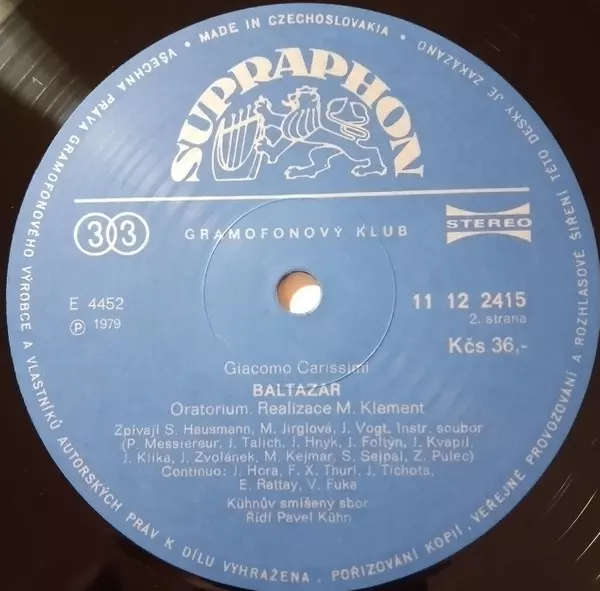 VŠECHNA PRÁVA GRAMOFONOVÉHO VÝROBCE A VLASTNÍKŮ AUTORSKÝCH PRÁV K DÍLU VYHRAŽENA. POŘIZOVÁNÍ KOPIÍ, VEŘEJNÉ PROVOZOVÁNÍ A ROZHLASOVÉ ŠÍŘENÍ TÉTO DESKY JE ZAKÁZÁNO
• MADE IN CZECHOSLOVAKIA •
SUPRAPHON
33
GRAMOFONOVÝ KLUB
STEREO
E 4452
Ⓟ 1979
11 12 2415
2. strana
Kčs 36,-
Giacomo Carissimi
BALTAZAR
Oratorium. Realizace M. Klement
Zpívají S. Hausmann, M. Jirglová, J. Vogt. Instr. soubor
(P. Messiereur, J. Talich, J. Hnyk, J. Foltýn, J. Kvapil,
J. Klika, J. Zvolánek, M. Kejmar, S. Sejpal, Z. Pulec)
Continuo: J. Hora, F. X. Thuri, J. Tichota,
E. Rattay, V. Fuka
Kühnův smíšený sbor
Řídí Pavel Kühn